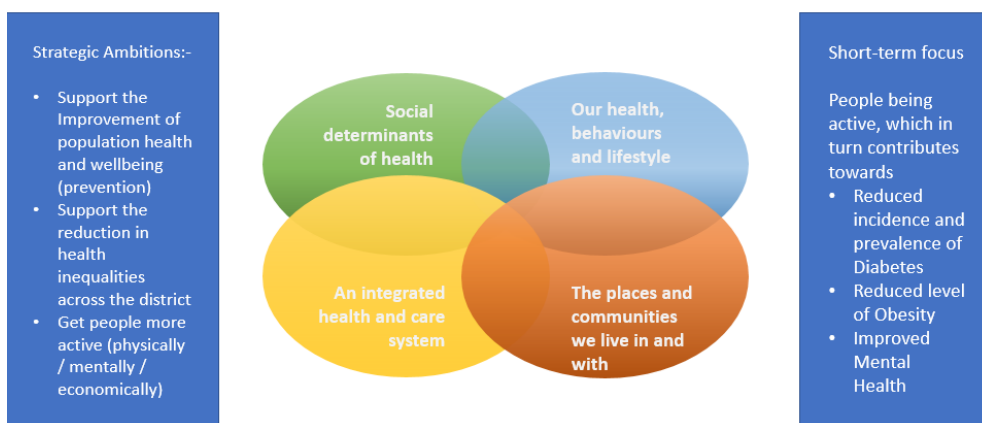 Strategic Ambitions:-
• Support the
Improvement of
population health
and wellbeing
(prevention)
• Support the
reduction in
health
inequalities
across the district
• Get people more
active (physically
/ mentally /
economically)
Social
determinants
of health
Our health,
behaviours
and lifestyle
An integrated
health and care
system
The places and
communities
we live in and
with
Short-term focus
People being
active, which in
turn contributes
towards
• Reduced
incidence and
prevalence of
Diabetes
• Reduced level
of Obesity
• Improved
Mental
Health